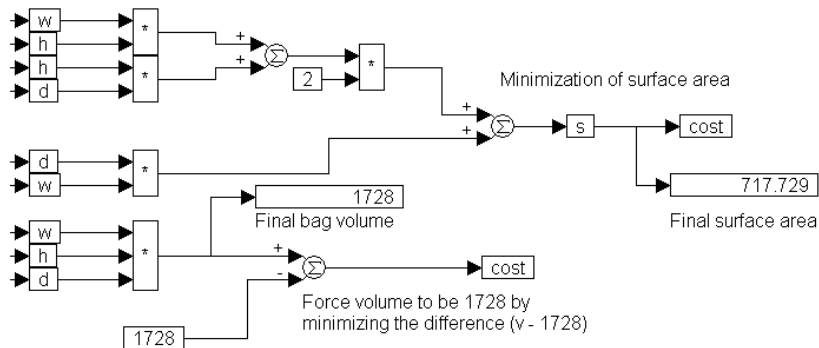 w
*
h
+
Σ
h
*
+
2
*
d
Minimization of surface area
+
+
Σ
s
cost
d
*
w
1728
717.729
Final bag volume
Final surface area
w
h
*
+
d
-
Σ
cost
Force volume to be 1728 by
minimizing the difference (v - 1728)
1728